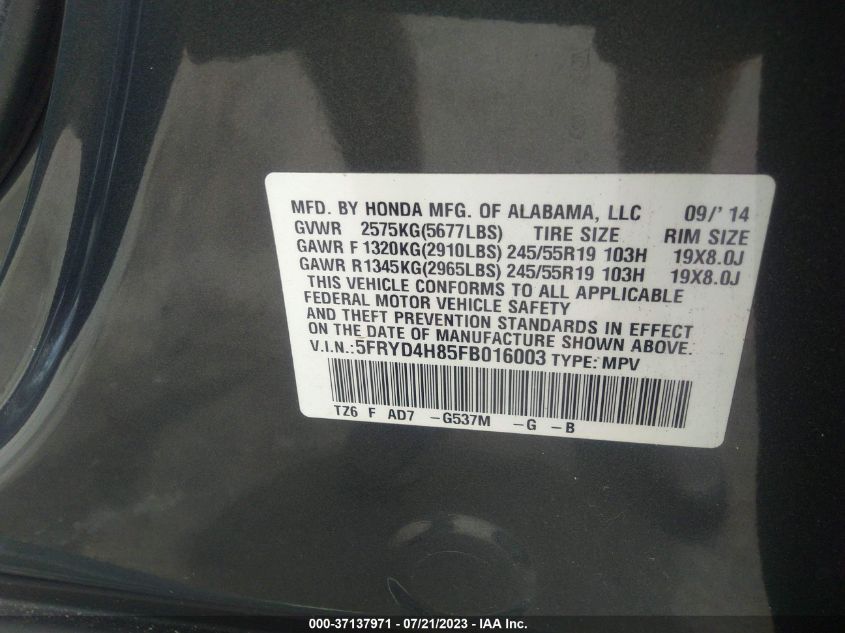 MFD. BY HONDA MFG. OF ALABAMA, LLC 09/' 14
GVWR 2575KG(5677LBS) TIRE SIZE RIM SIZE
GAWR F 1320KG(2910LBS) 245/55R19 103H 19X8.0J
GAWR R1345KG(2965LBS) 245/55R19 103H 19X8.0J
THIS VEHICLE CONFORMS TO ALL APPLICABLE
FEDERAL MOTOR VEHICLE SAFETY
AND THEFT PREVENTION STANDARDS IN EFFECT
ON THE DATE OF MANUFACTURE SHOWN ABOVE.
V.I.N.:5FRYD4H85FB016003 TYPE: MPV
TZ6 F AD7 -G537M -G -B
000-37137971 / 07/21/2023 - IAA Inc.